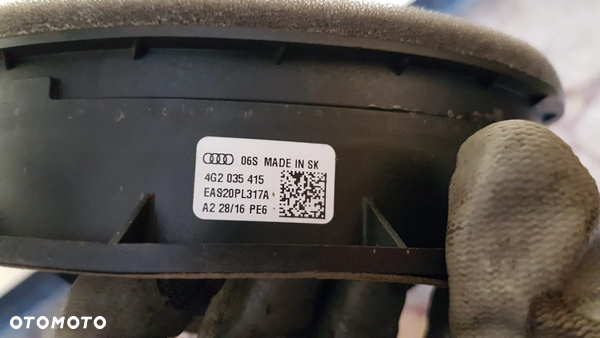 06S MADE IN SK
4G2 035 415
EAS20PL317A
A2 28/16 PE6
OTOMOTO